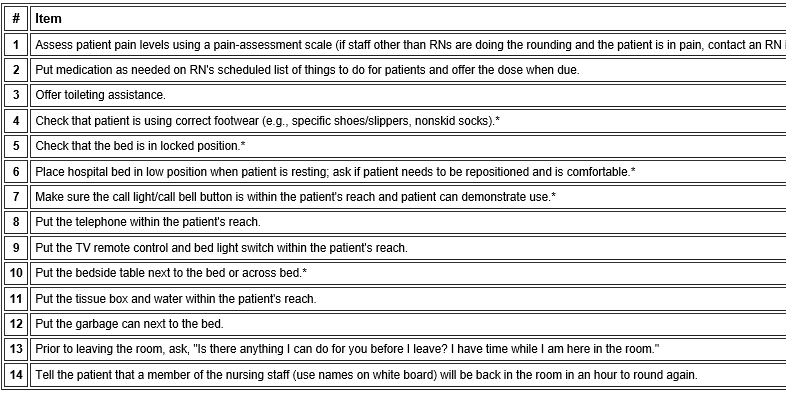 # Item
1 Assess patient pain levels using a pain-assessment scale (if staff other than RNs are doing the rounding and the patient is in pain, contact an RN
2 Put medication as needed on RN's scheduled list of things to do for patients and offer the dose when due.
3 Offer toileting assistance.
4 Check that patient is using correct footwear (e.g., specific shoes/slippers, nonskid socks).*
5 Check that the bed is in locked position.*
6 Place hospital bed in low position when patient is resting; ask if patient needs to be repositioned and is comfortable.*
7 Make sure the call light/call bell button is within the patient's reach and patient can demonstrate use.*
8 Put the telephone within the patient's reach.
9 Put the TV remote control and bed light switch within the patient's reach.
10 Put the bedside table next to the bed or across bed.*
11 Put the tissue box and water within the patient's reach.
12 Put the garbage can next to the bed.
13 Prior to leaving the room, ask, "Is there anything I can do for you before I leave? I have time while I am here in the room."
14 Tell the patient that a member of the nursing staff (use names on white board) will be back in the room in an hour to round again.